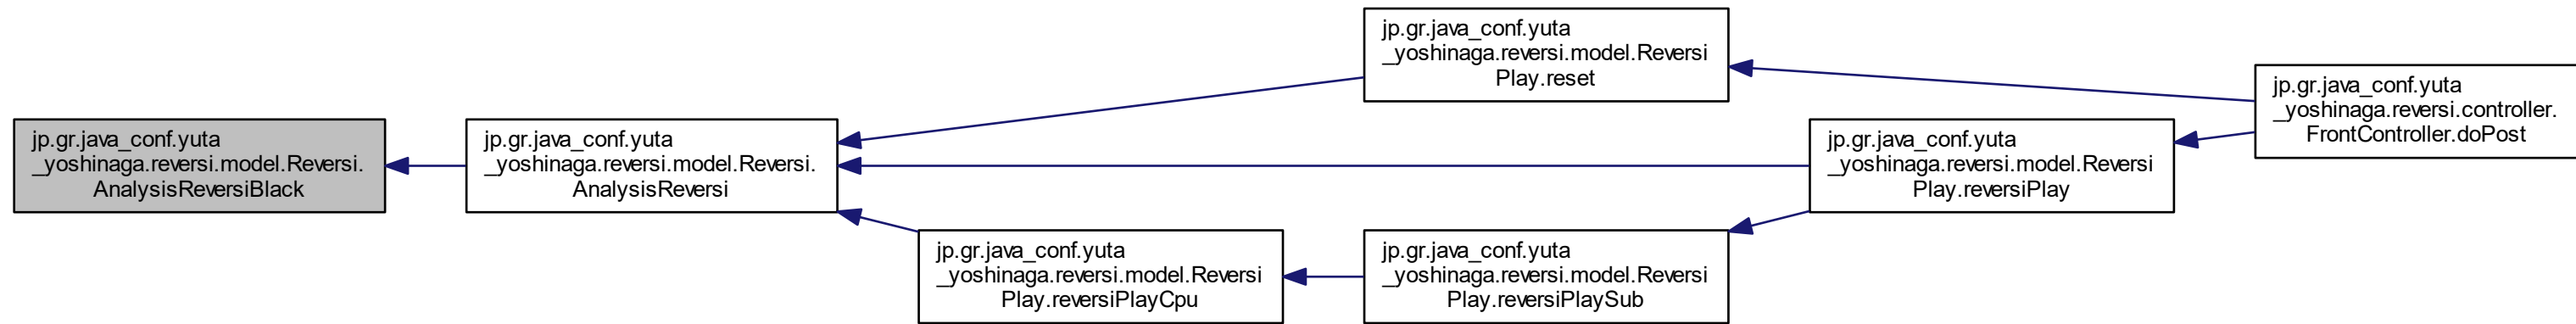 jp.gr.java_conf.yuta
_yoshinaga.reversi.model.Reversi.
AnalysisReversiBlack
jp.gr.java_conf.yuta
_yoshinaga.reversi.model.Reversi.
AnalysisReversi
jp.gr.java_conf.yuta
_yoshinaga.reversi.model.Reversi
Play.reset
jp.gr.java_conf.yuta
_yoshinaga.reversi.controller.
FrontController.doPost
jp.gr.java_conf.yuta
_yoshinaga.reversi.model.Reversi
Play.reversiPlay
jp.gr.java_conf.yuta
_yoshinaga.reversi.model.Reversi
Play.reversiPlayCpu
jp.gr.java_conf.yuta
_yoshinaga.reversi.model.Reversi
Play.reversiPlaySub